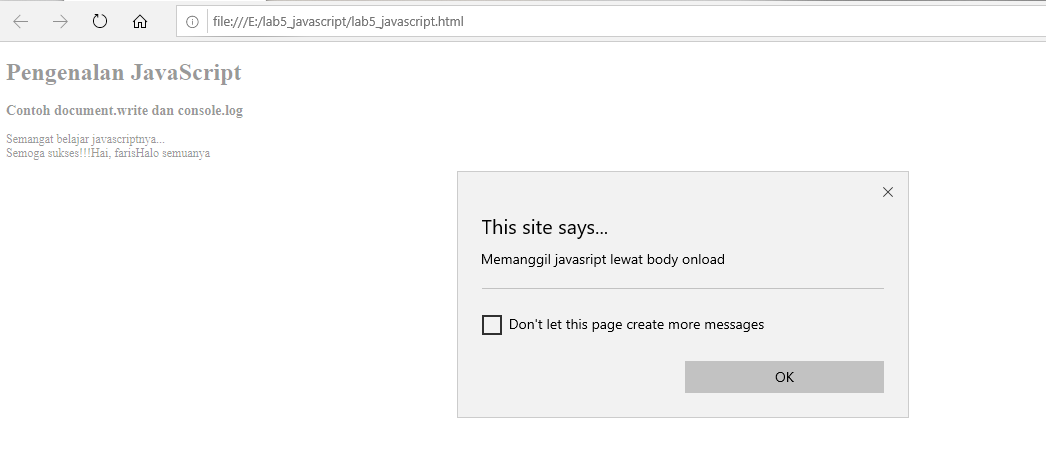 file:///E:/lab5_javascript/lab5_javascript.html
Pengenalan JavaScript
Contoh document.write dan console.log
Semangat belajar javascriptnya...
Semoga sukses!!!Hai, farisHalo semuanya
This site says...
Memanggil javasript lewat body onload
Don't let this page create more messages
OK